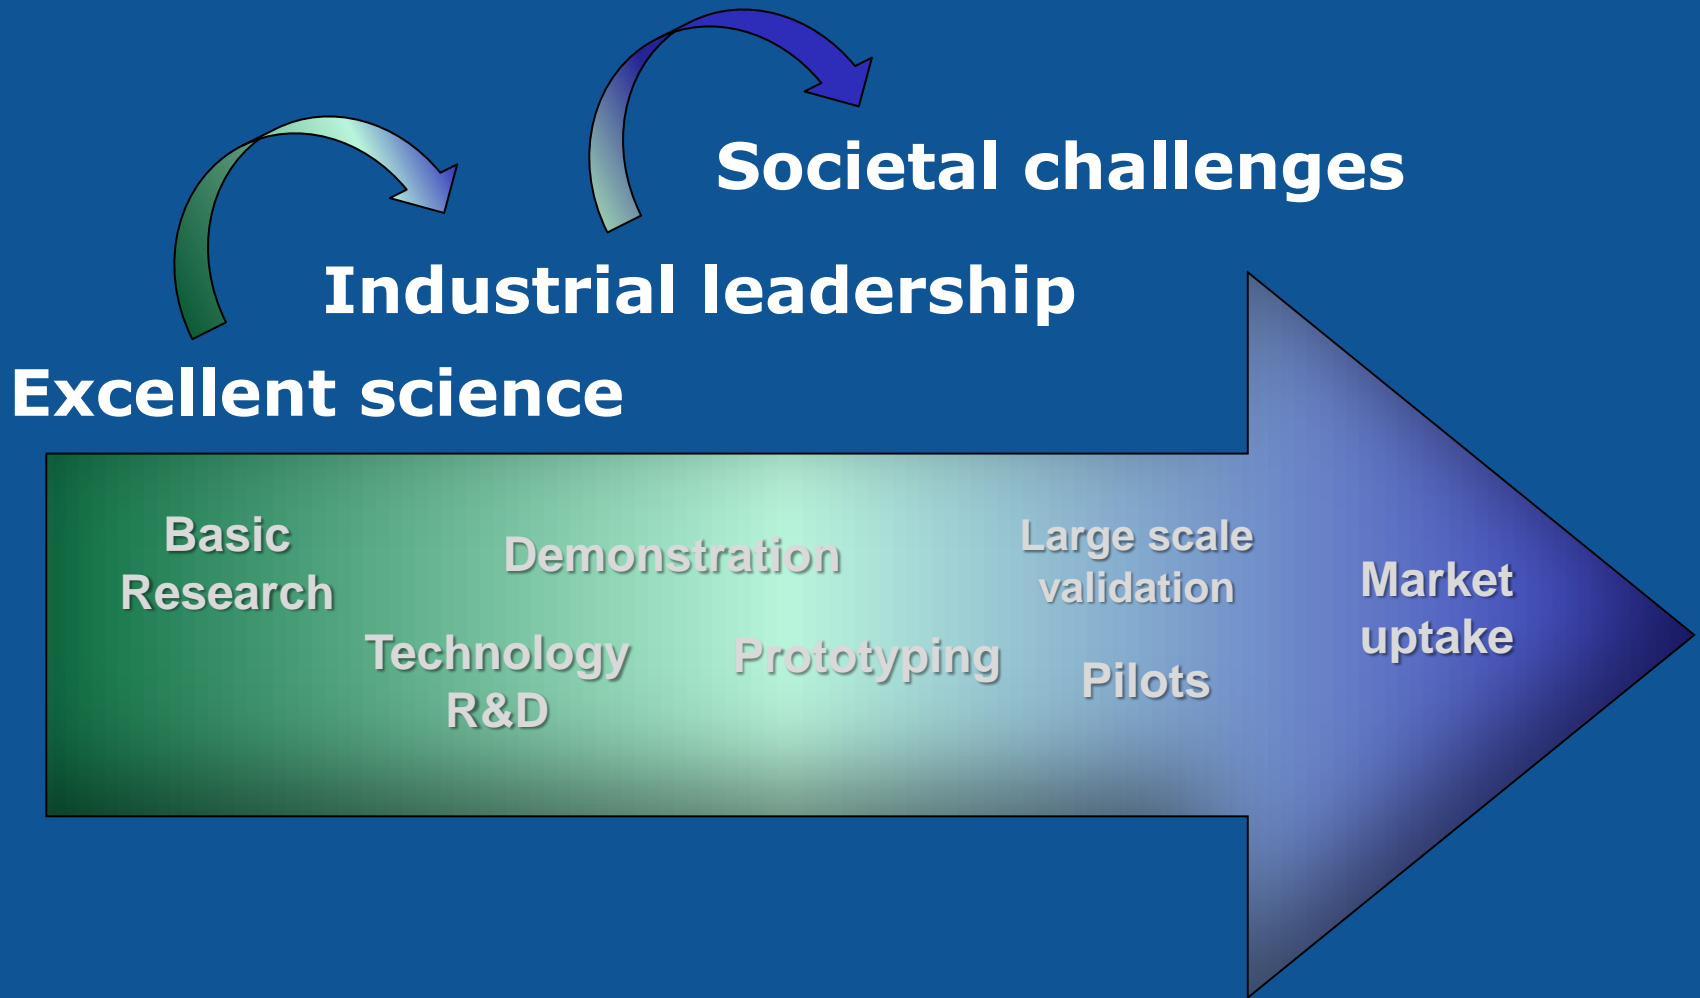 Societal challenges
Industrial leadership
Excellent science
Basic
Research
Demonstration
Technology
R&D
Prototyping
Large scale
validation
Pilots
Market
uptake